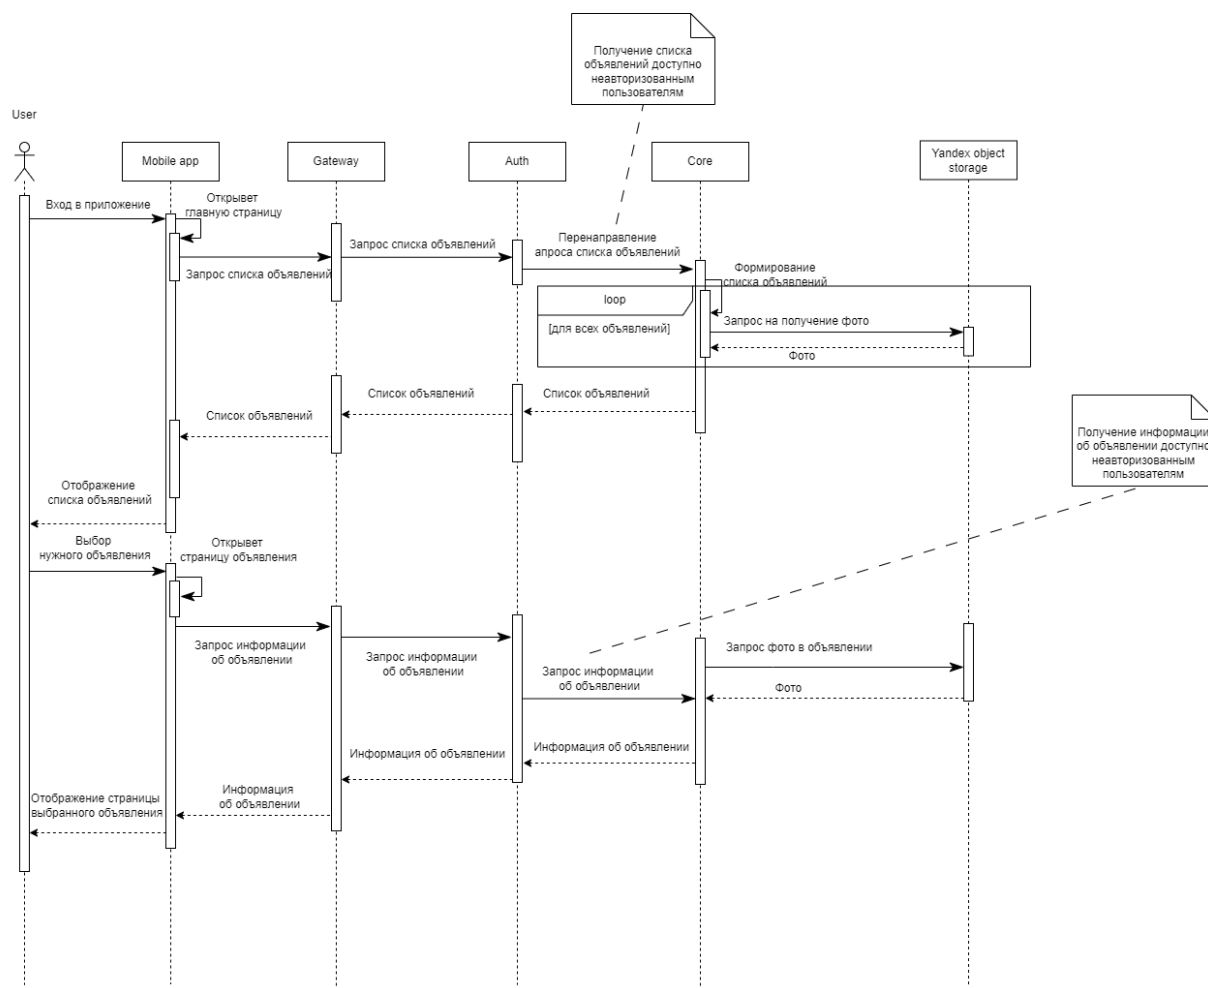 Получение списка
объявлений доступно
неавторизованным
пользователям
User
Mobile app
Gateway
Auth
Core
Yandex object
storage
Вход в приложение
Открывет
главную страницу
Запрос списка объявлений
Запрос списка объявлений
Перенаправление
апроса списка объявлений
Формирование
списка объявлений
loop
[для всех объявлений]
Запрос на получение фото
Фото
Список объявлений
Список объявлений
Список объявлений
Получение информации
об объявлении доступно
неавторизованным
пользователям
Отображение
списка объявлений
Выбор
нужного объявления
Открывет
страницу объявления
Запрос информации
об объявлении
Запрос информации
об объявлении
Запрос информации
об объявлении
Запрос фото в объявлении
Фото
Информация об объявлении
Информация об объявлении
Информация
об объявлении
Отображение страницы
выбранного объявления